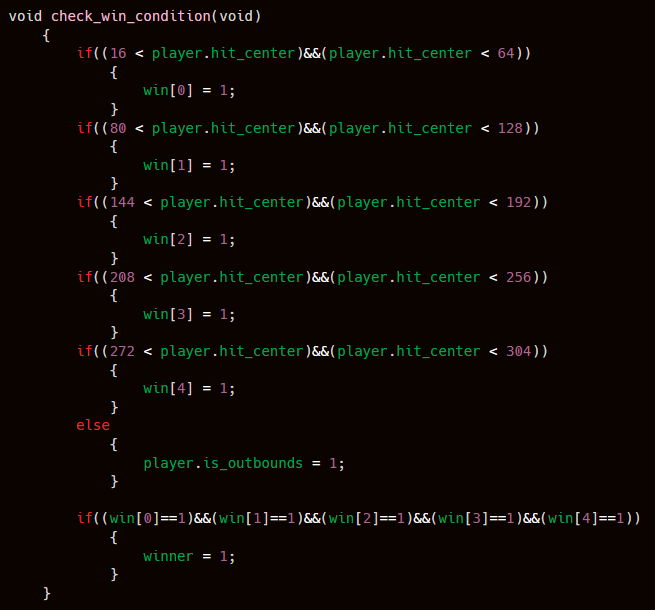 void check_win_condition(void)
{
if((16 < player.hit_center)&&(player.hit_center < 64))
{
win[0] = 1;
}
if((80 < player.hit_center)&&(player.hit_center < 128))
{
win[1] = 1;
}
if((144 < player.hit_center)&&(player.hit_center < 192))
{
win[2] = 1;
}
if((208 < player.hit_center)&&(player.hit_center < 256))
{
win[3] = 1;
}
if((272 < player.hit_center)&&(player.hit_center < 304))
{
win[4] = 1;
}
else
{
player.is_outbounds = 1;
}
if((win[0]==1)&&(win[1]==1)&&(win[2]==1)&&(win[3]==1)&&(win[4]==1))
{
winner = 1;
}
}